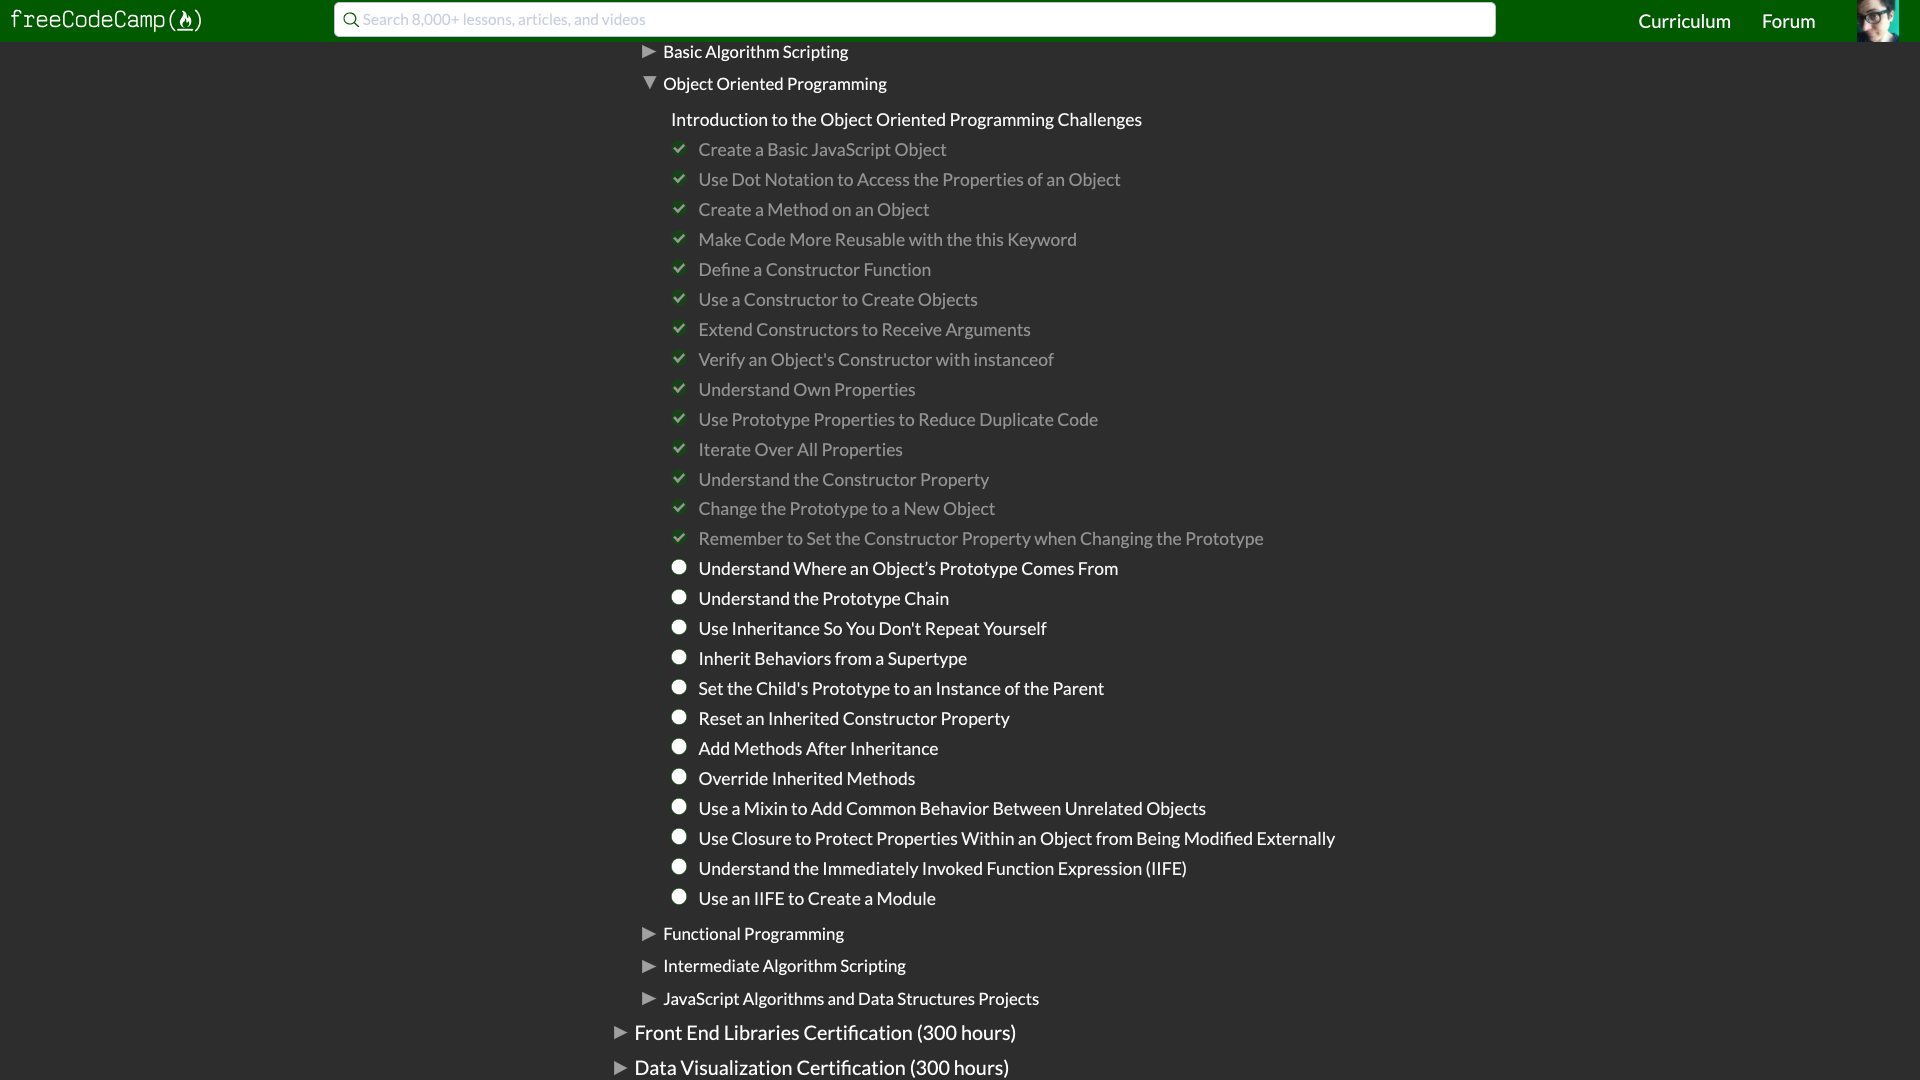 freeCodeCamp(🔥)
Search 8,000+ lessons, articles, and videos
Curriculum
Forum
Basic Algorithm Scripting
Object Oriented Programming
Introduction to the Object Oriented Programming Challenges
Create a Basic JavaScript Object
Use Dot Notation to Access the Properties of an Object
Create a Method on an Object
Make Code More Reusable with the this Keyword
Define a Constructor Function
Use a Constructor to Create Objects
Extend Constructors to Receive Arguments
Verify an Object's Constructor with instanceof
Understand Own Properties
Use Prototype Properties to Reduce Duplicate Code
Iterate Over All Properties
Understand the Constructor Property
Change the Prototype to a New Object
Remember to Set the Constructor Property when Changing the Prototype
Understand Where an Object’s Prototype Comes From
Understand the Prototype Chain
Use Inheritance So You Don't Repeat Yourself
Inherit Behaviors from a Supertype
Set the Child's Prototype to an Instance of the Parent
Reset an Inherited Constructor Property
Add Methods After Inheritance
Override Inherited Methods
Use a Mixin to Add Common Behavior Between Unrelated Objects
Use Closure to Protect Properties Within an Object from Being Modified Externally
Understand the Immediately Invoked Function Expression (IIFE)
Use an IIFE to Create a Module
Functional Programming
Intermediate Algorithm Scripting
JavaScript Algorithms and Data Structures Projects
Front End Libraries Certification (300 hours)
Data Visualization Certification (300 hours)